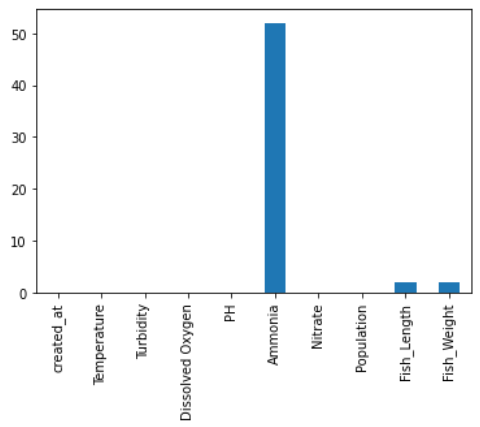 50
40
30
20
10
0
created_at
Temperature
Turbidity
Dissolved Oxygen
PH
Ammonia
Nitrate
Population
Fish_Length
Fish_Weight